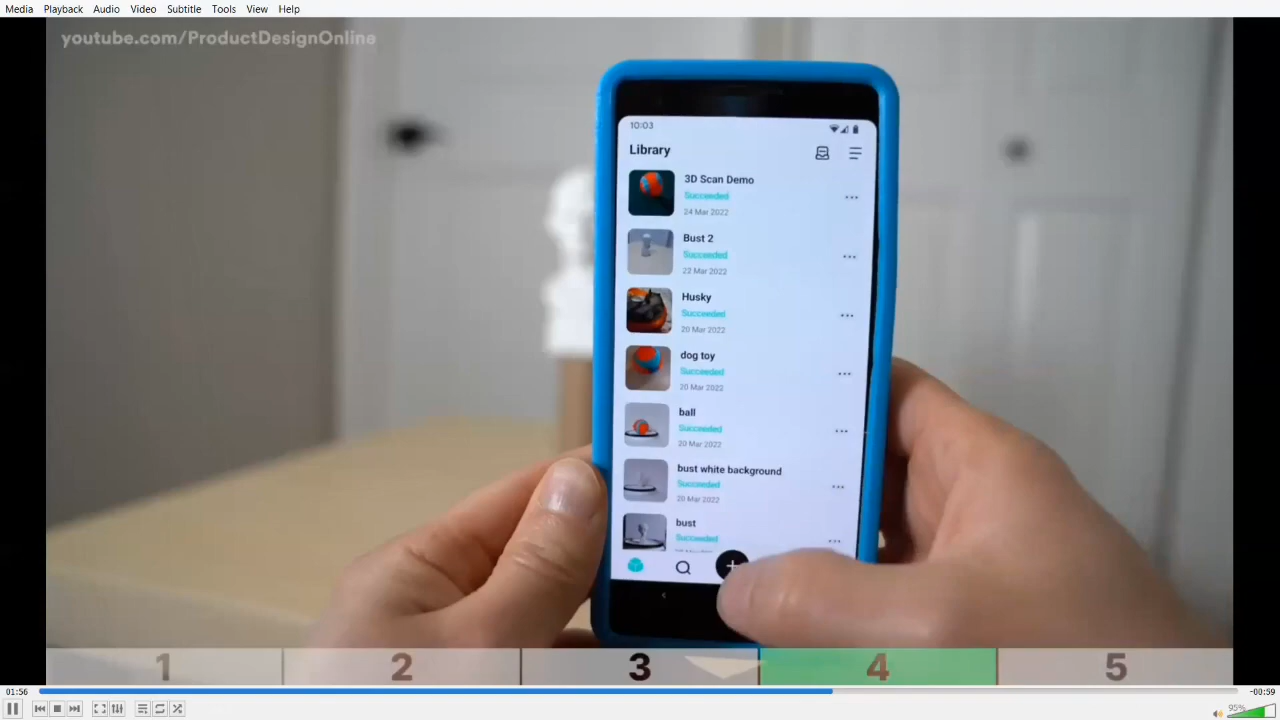 Media Playback Audio Video Subtitle Tools View Help
youtube.com/ProductDesignOnline
10:03
Library
3D Scan Demo
Succeeded
24 Mar 2022
Bust 2
Succeeded
22 Mar 2022
Husky
Succeeded
20 Mar 2022
dog toy
Succeeded
20 Mar 2022
ball
Succeeded
20 Mar 2022
bust white background
Succeeded
20 Mar 2022
bust
Succeeded
1 2 3 4 5
01:56
-00:59
95%